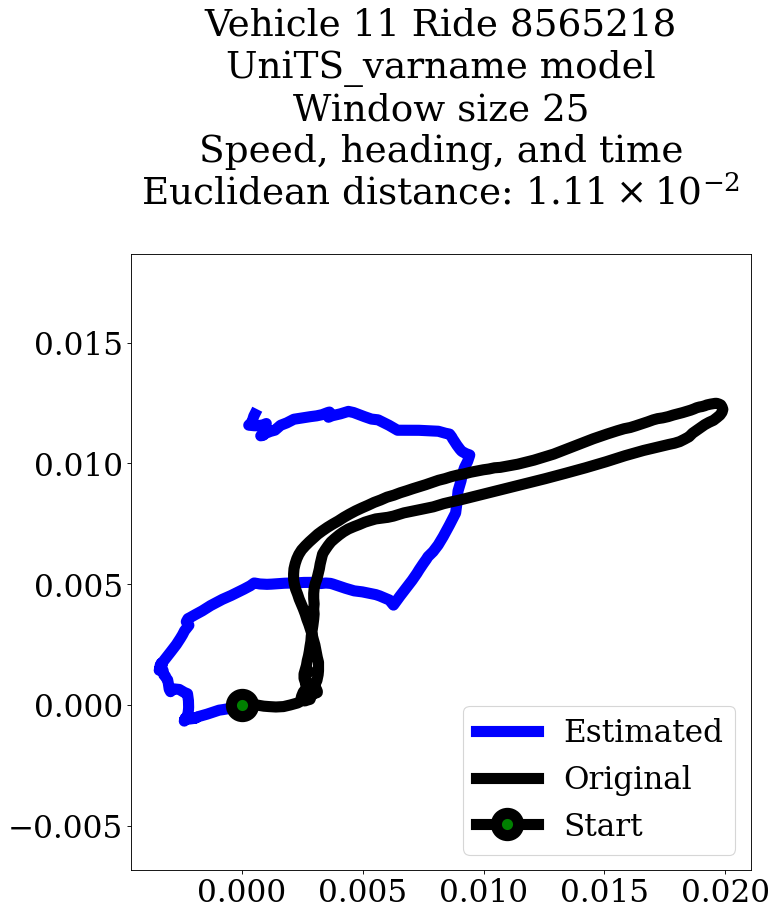 Vehicle 11 Ride 8565218
UniTS_varname model
Window size 25
Speed, heading, and time
Euclidean distance: 1.11 × 10⁻²
0.015
0.010
0.005
0.000
−0.005
0.000 0.005 0.010 0.015 0.020
Estimated
Original
Start